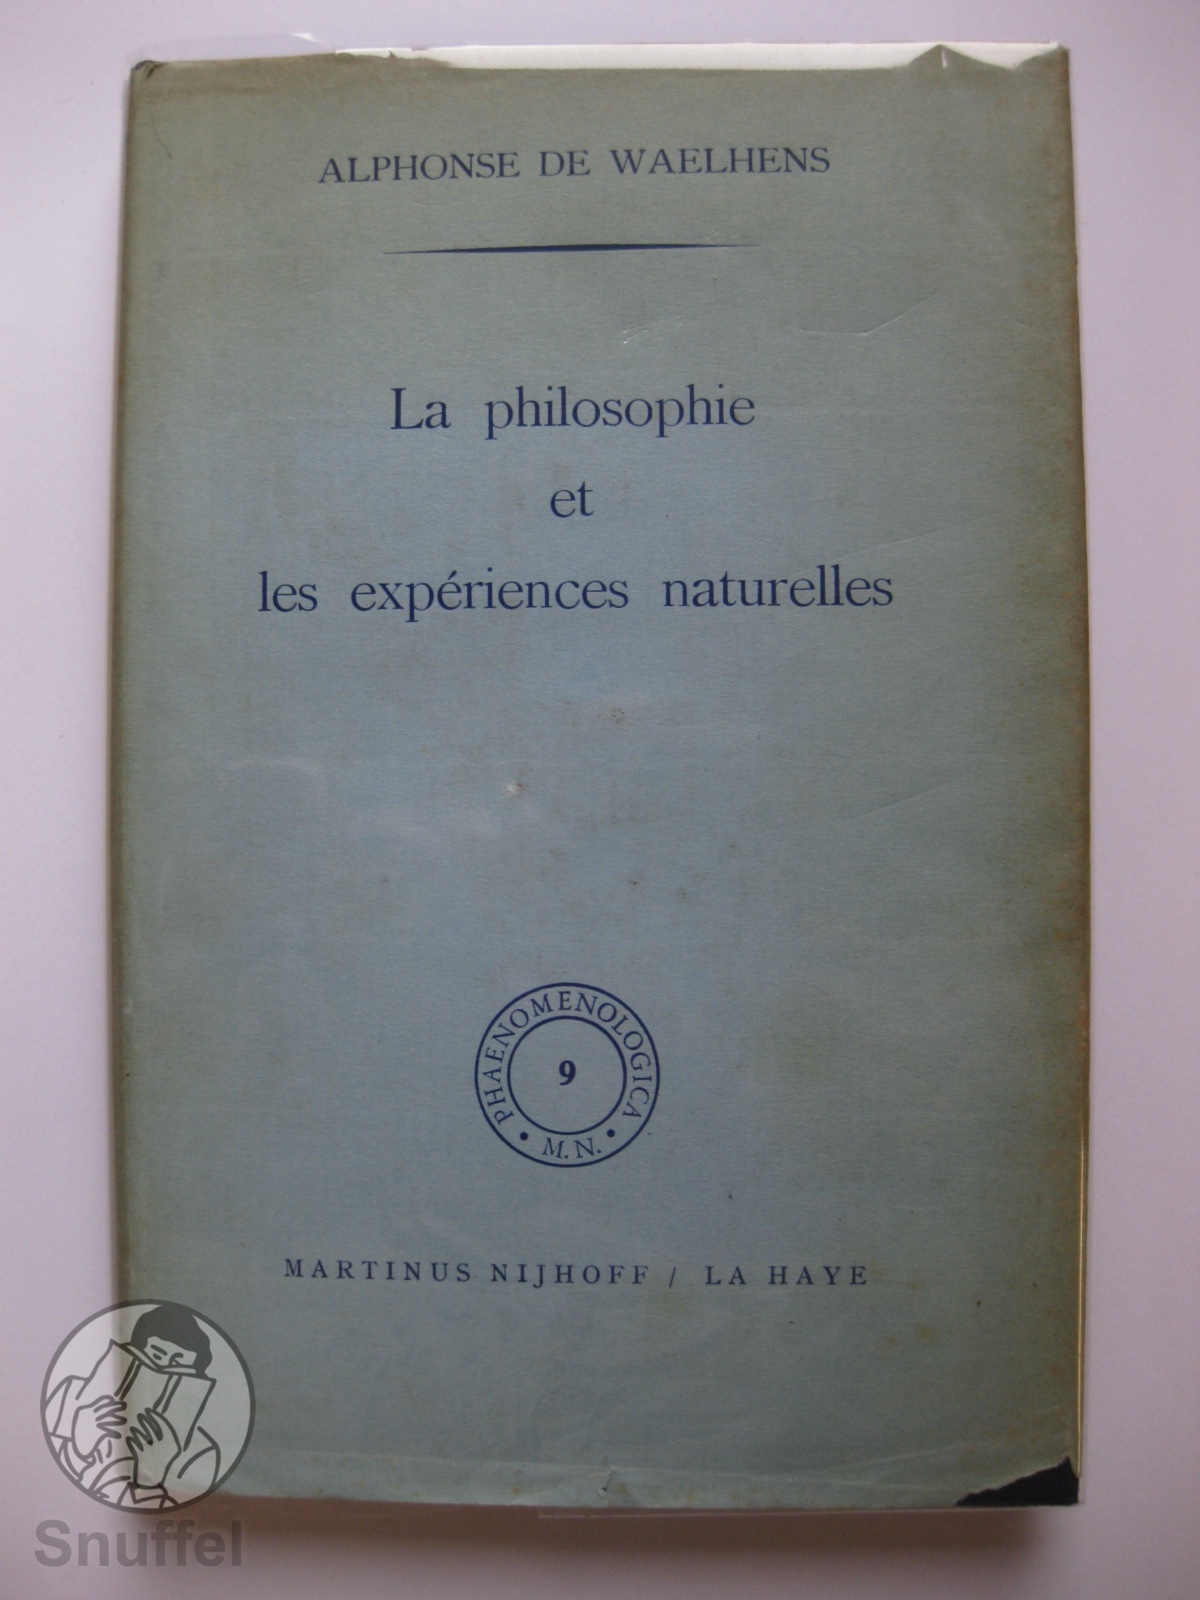 ALPHONSE DE WAELHENS
La philosophie
et
les expériences naturelles
PHAENOMENOLOGICA
9
• M.N. •
MARTINUS NIJHOFF / LA HAYE
Snuffel